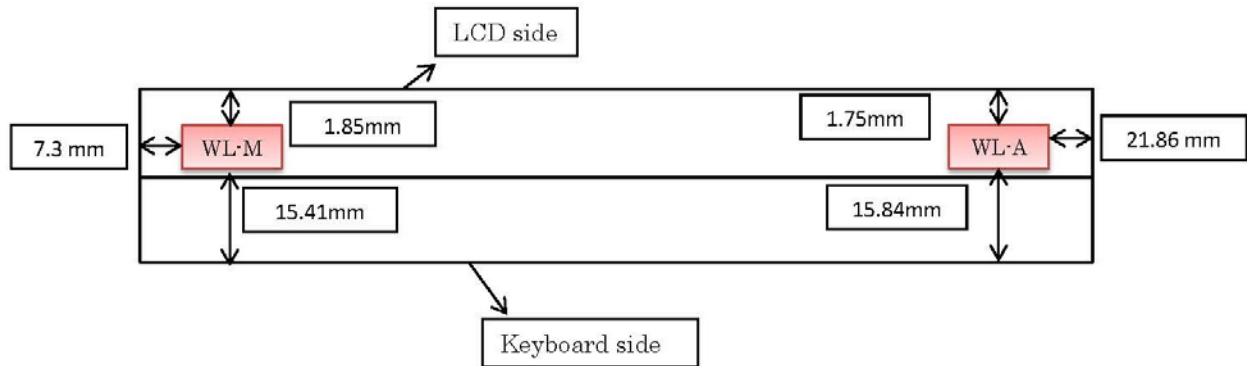 LCD side
1.85mm
1.75mm
7.3 mm
WL-M
WL-A
21.86 mm
15.41mm
15.84mm
Keyboard side